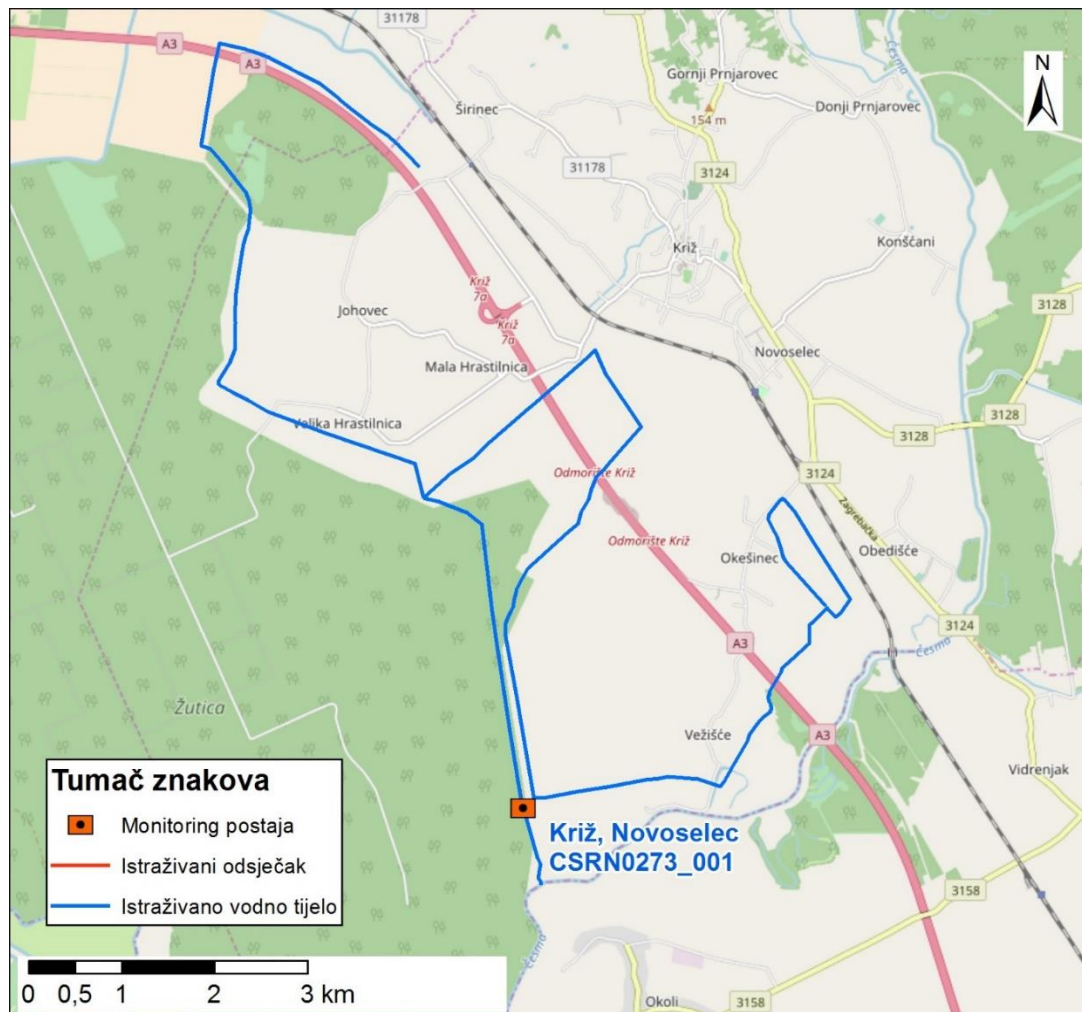 31178
A3
A3
Česma
Gornji Prnjarovec
N
Širinec
154 m
Donji Prnjarovec
31178
3124
Križ
Konšćani
Križ
7a
3128
Johovec
Križ
7a
Novoselec
Mala Hrastilnica
3128
Velika Hrastilnica
3128
Odmorište Križ
3124
Zagrebačka
Odmorište Križ
Okešinec
Obedišće
3124
A3
Česma
Žutica
Vežišće
A3
Vidrenjak
Tumač znakova
Monitoring postaja
Istraživani odsječak
Istraživano vodno tijelo
Križ, Novoselec
CSRN0273_001
3158
Česma
0 0,5 1 2 3 km
Okoli
3158